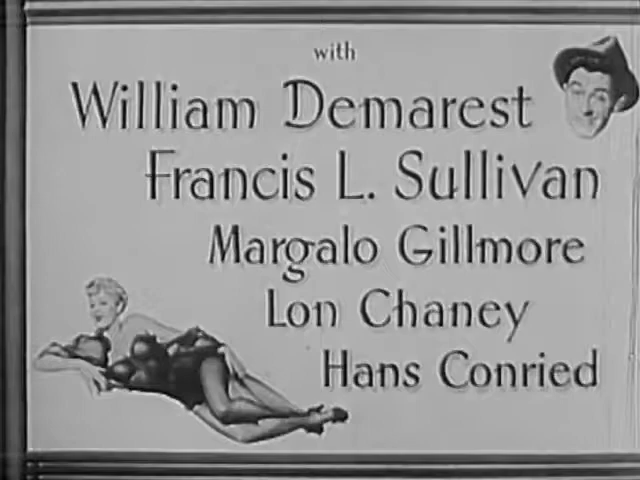 with
William Demarest
Francis L. Sullivan
Margalo Gillmore
Lon Chaney
Hans Conried